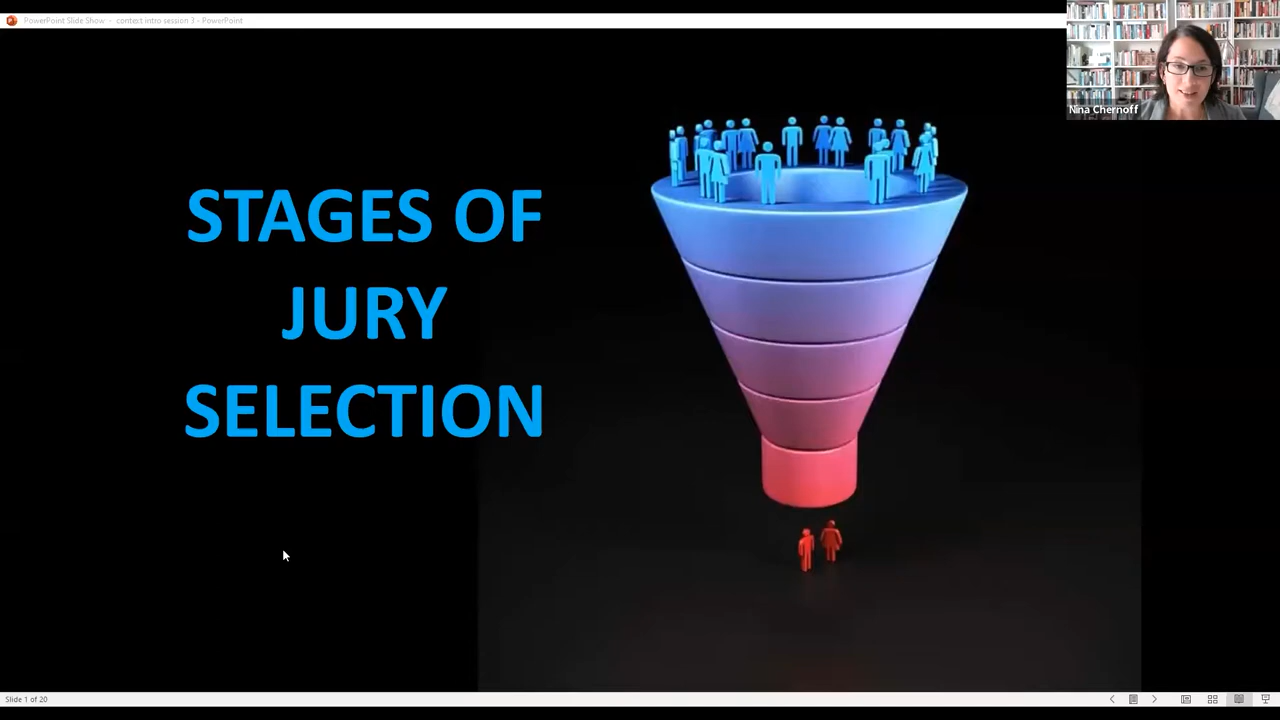 PowerPoint Slide Show - context intro session 3 - PowerPoint
Nina Chernoff
STAGES OF
JURY
SELECTION
Slide 1 of 20